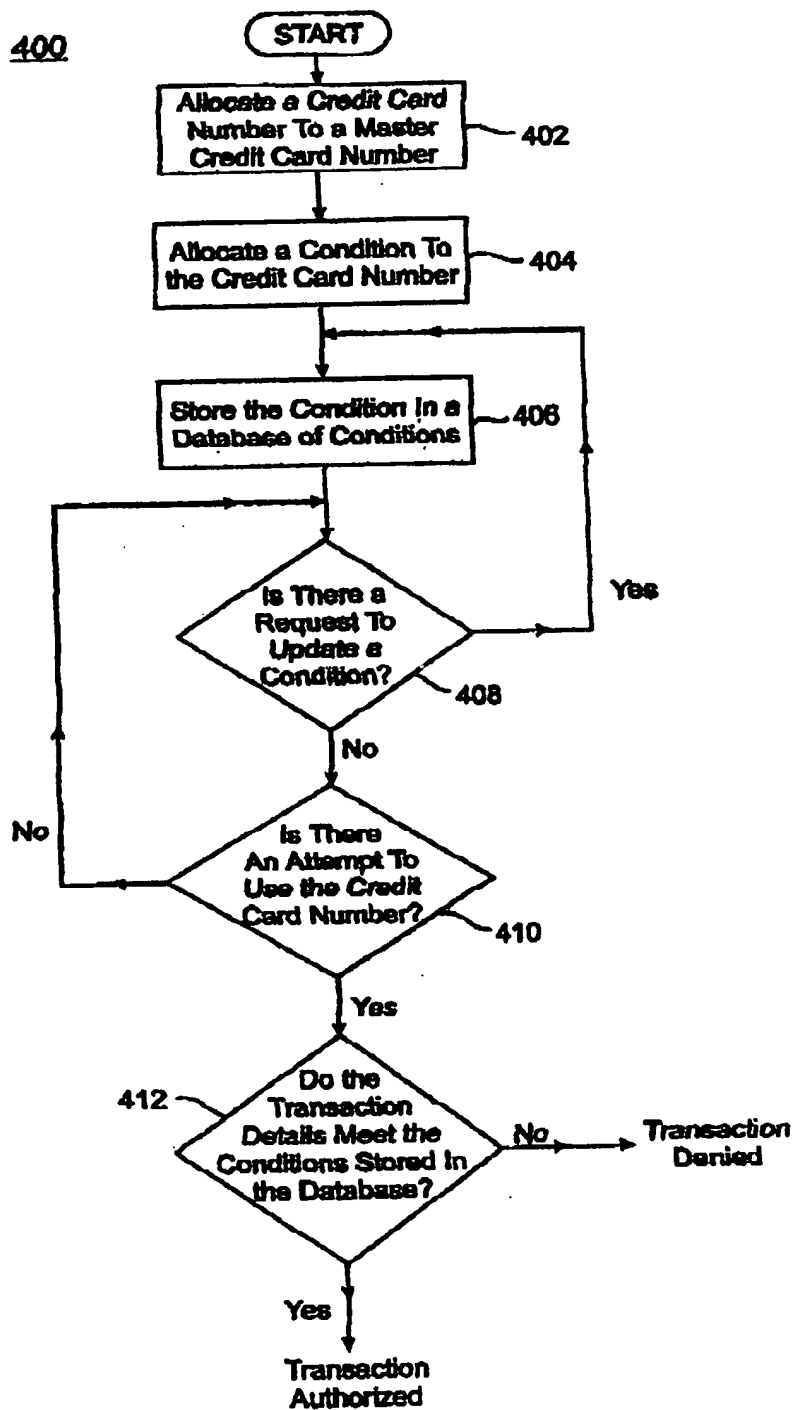 400
START
Allocate a Credit Card
Number To a Master
Credit Card Number
402
Allocate a Condition To
the Credit Card Number
404
Store the Condition in a
Database of Conditions
406
Is There a
Request To
Update a
Condition?
408
Yes
No
Is There
An Attempt To
Use the Credit
Card Number?
410
No
Yes
412
Do the
Transaction
Details Meet the
Conditions Stored In
the Database?
No
Transaction
Denied
Yes
Transaction
Authorized